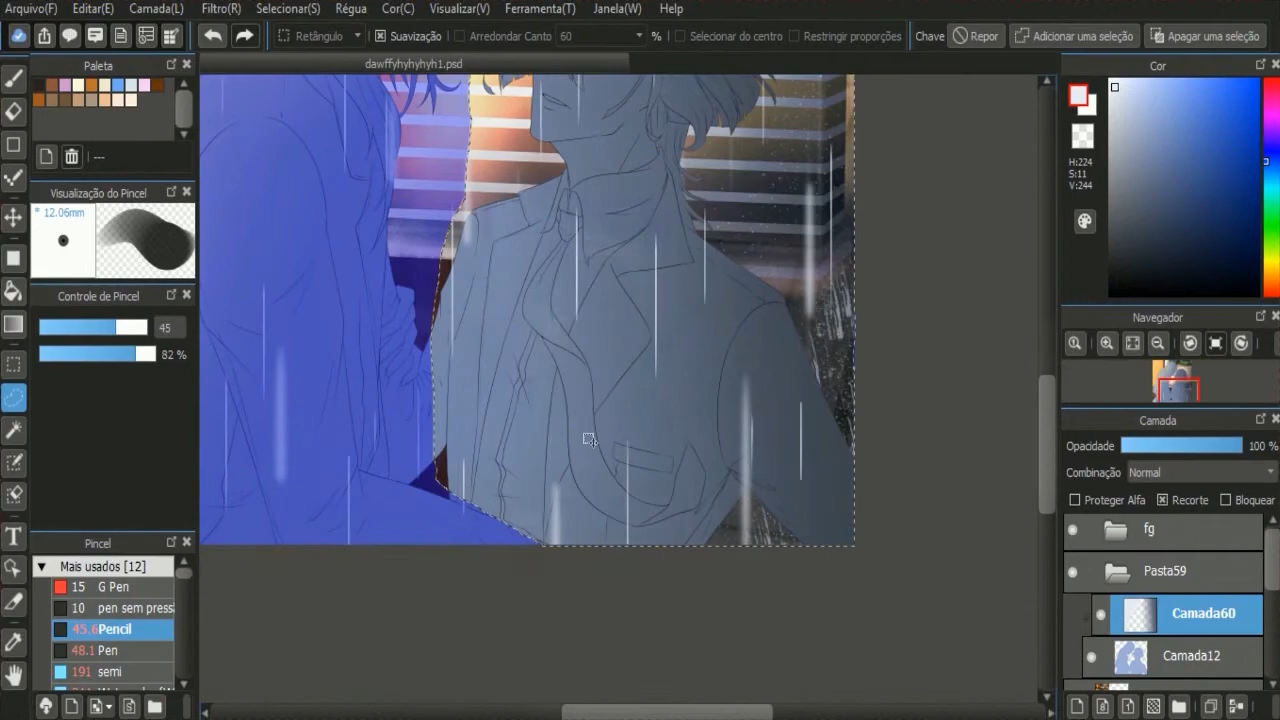 Arquivo(F) Editar(E) Camada(L) Filtro(R) Selecionar(S) Régua Cor(C) Visualizar(V) Ferramenta(T) Janela(W) Help
Retângulo Suavização Arredondar Canto 60 % Selecionar do centro Restringir proporções Chave Repor Adicionar uma seleção Apagar uma seleção
Paleta
dawffyhyhyhyh1.psd
Cor
---
H:224
S:11
V:244
Visualização do Pincel
* 12.06mm
Controle de Pincel
45
82 %
Navegador
Camada
Opacidade 100 %
Combinação Normal
Proteger Alfa Recorte Bloquear
fg
Pasta59
Camada60
Camada12
Pincel
Mais usados [12]
15 G Pen
10 pen sem press
45.6 Pencil
48.1 Pen
191 semi